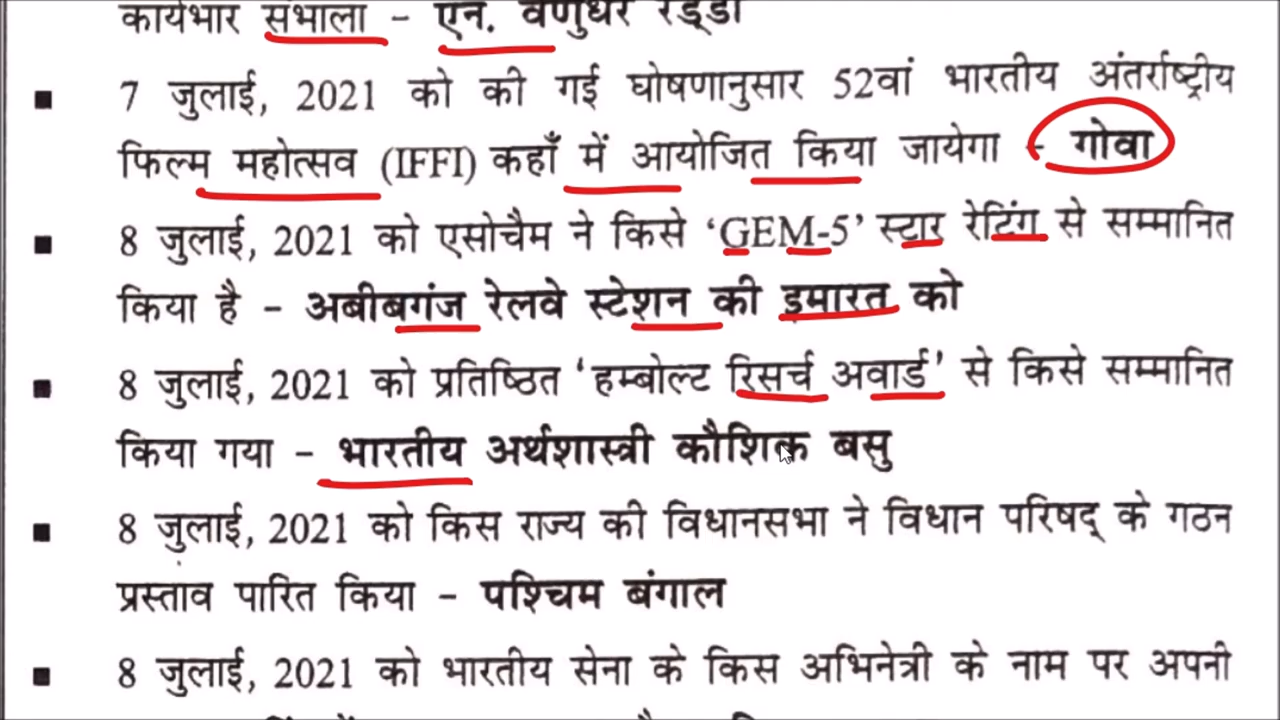 कार्यभार संभाला - एन. वेणुधर रेड्डी
■ 7 जुलाई, 2021 को की गई घोषणानुसार 52वां भारतीय अंतर्राष्ट्रीय
फिल्म महोत्सव (IFFI) कहाँ में आयोजित किया जायेगा - गोवा
■ 8 जुलाई, 2021 को एसोचैम ने किसे ‘GEM-5’ स्टार रेटिंग से सम्मानित
किया है - अबीबगंज रेलवे स्टेशन की इमारत को
■ 8 जुलाई, 2021 को प्रतिष्ठित ‘हम्बोल्ट रिसर्च अवार्ड’ से किसे सम्मानित
किया गया - भारतीय अर्थशास्त्री कौशिक बसु
■ 8 जुलाई, 2021 को किस राज्य की विधानसभा ने विधान परिषद् के गठन
प्रस्ताव पारित किया - पश्चिम बंगाल
■ 8 जुलाई, 2021 को भारतीय सेना के किस अभिनेत्री के नाम पर अपनी